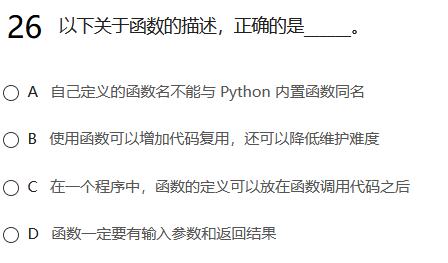 26 以下关于函数的描述，正确的是______。
A 自己定义的函数名不能与 Python 内置函数同名
B 使用函数可以增加代码复用，还可以降低维护难度
C 在一个程序中，函数的定义可以放在函数调用代码之后
D 函数一定要有输入参数和返回结果